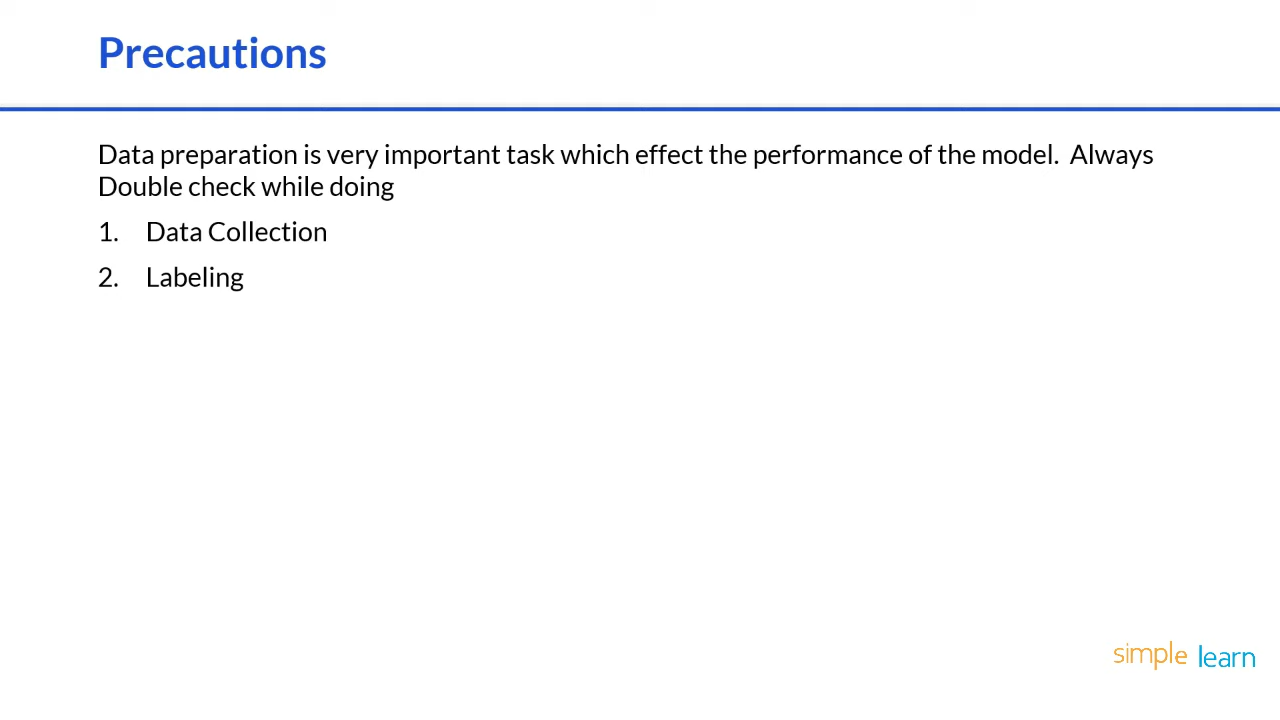 Precautions
Data preparation is very important task which effect the performance of the model.  Always
Double check while doing
1. Data Collection
2. Labeling
simple learn